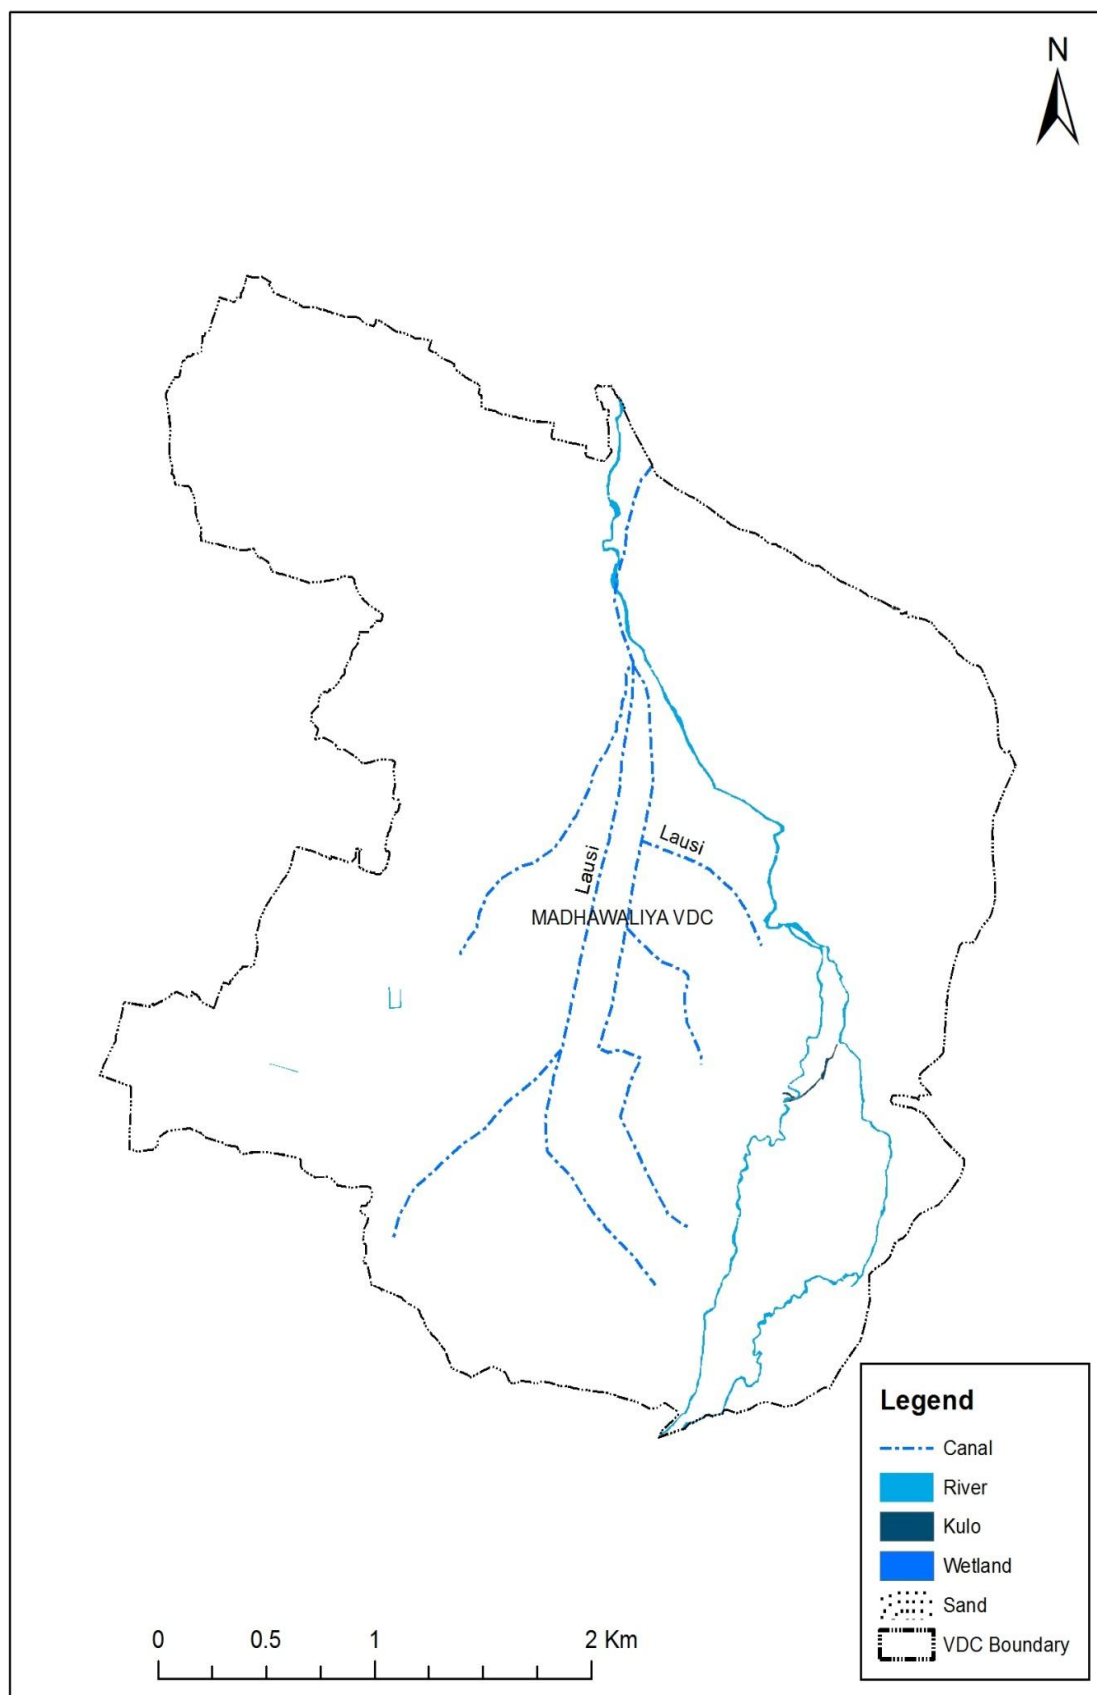 N
Lausi
Lausi
MADHAWALIYA VDC
Legend
Canal
River
Kulo
Wetland
Sand
VDC Boundary
0 0.5 1 2 Km